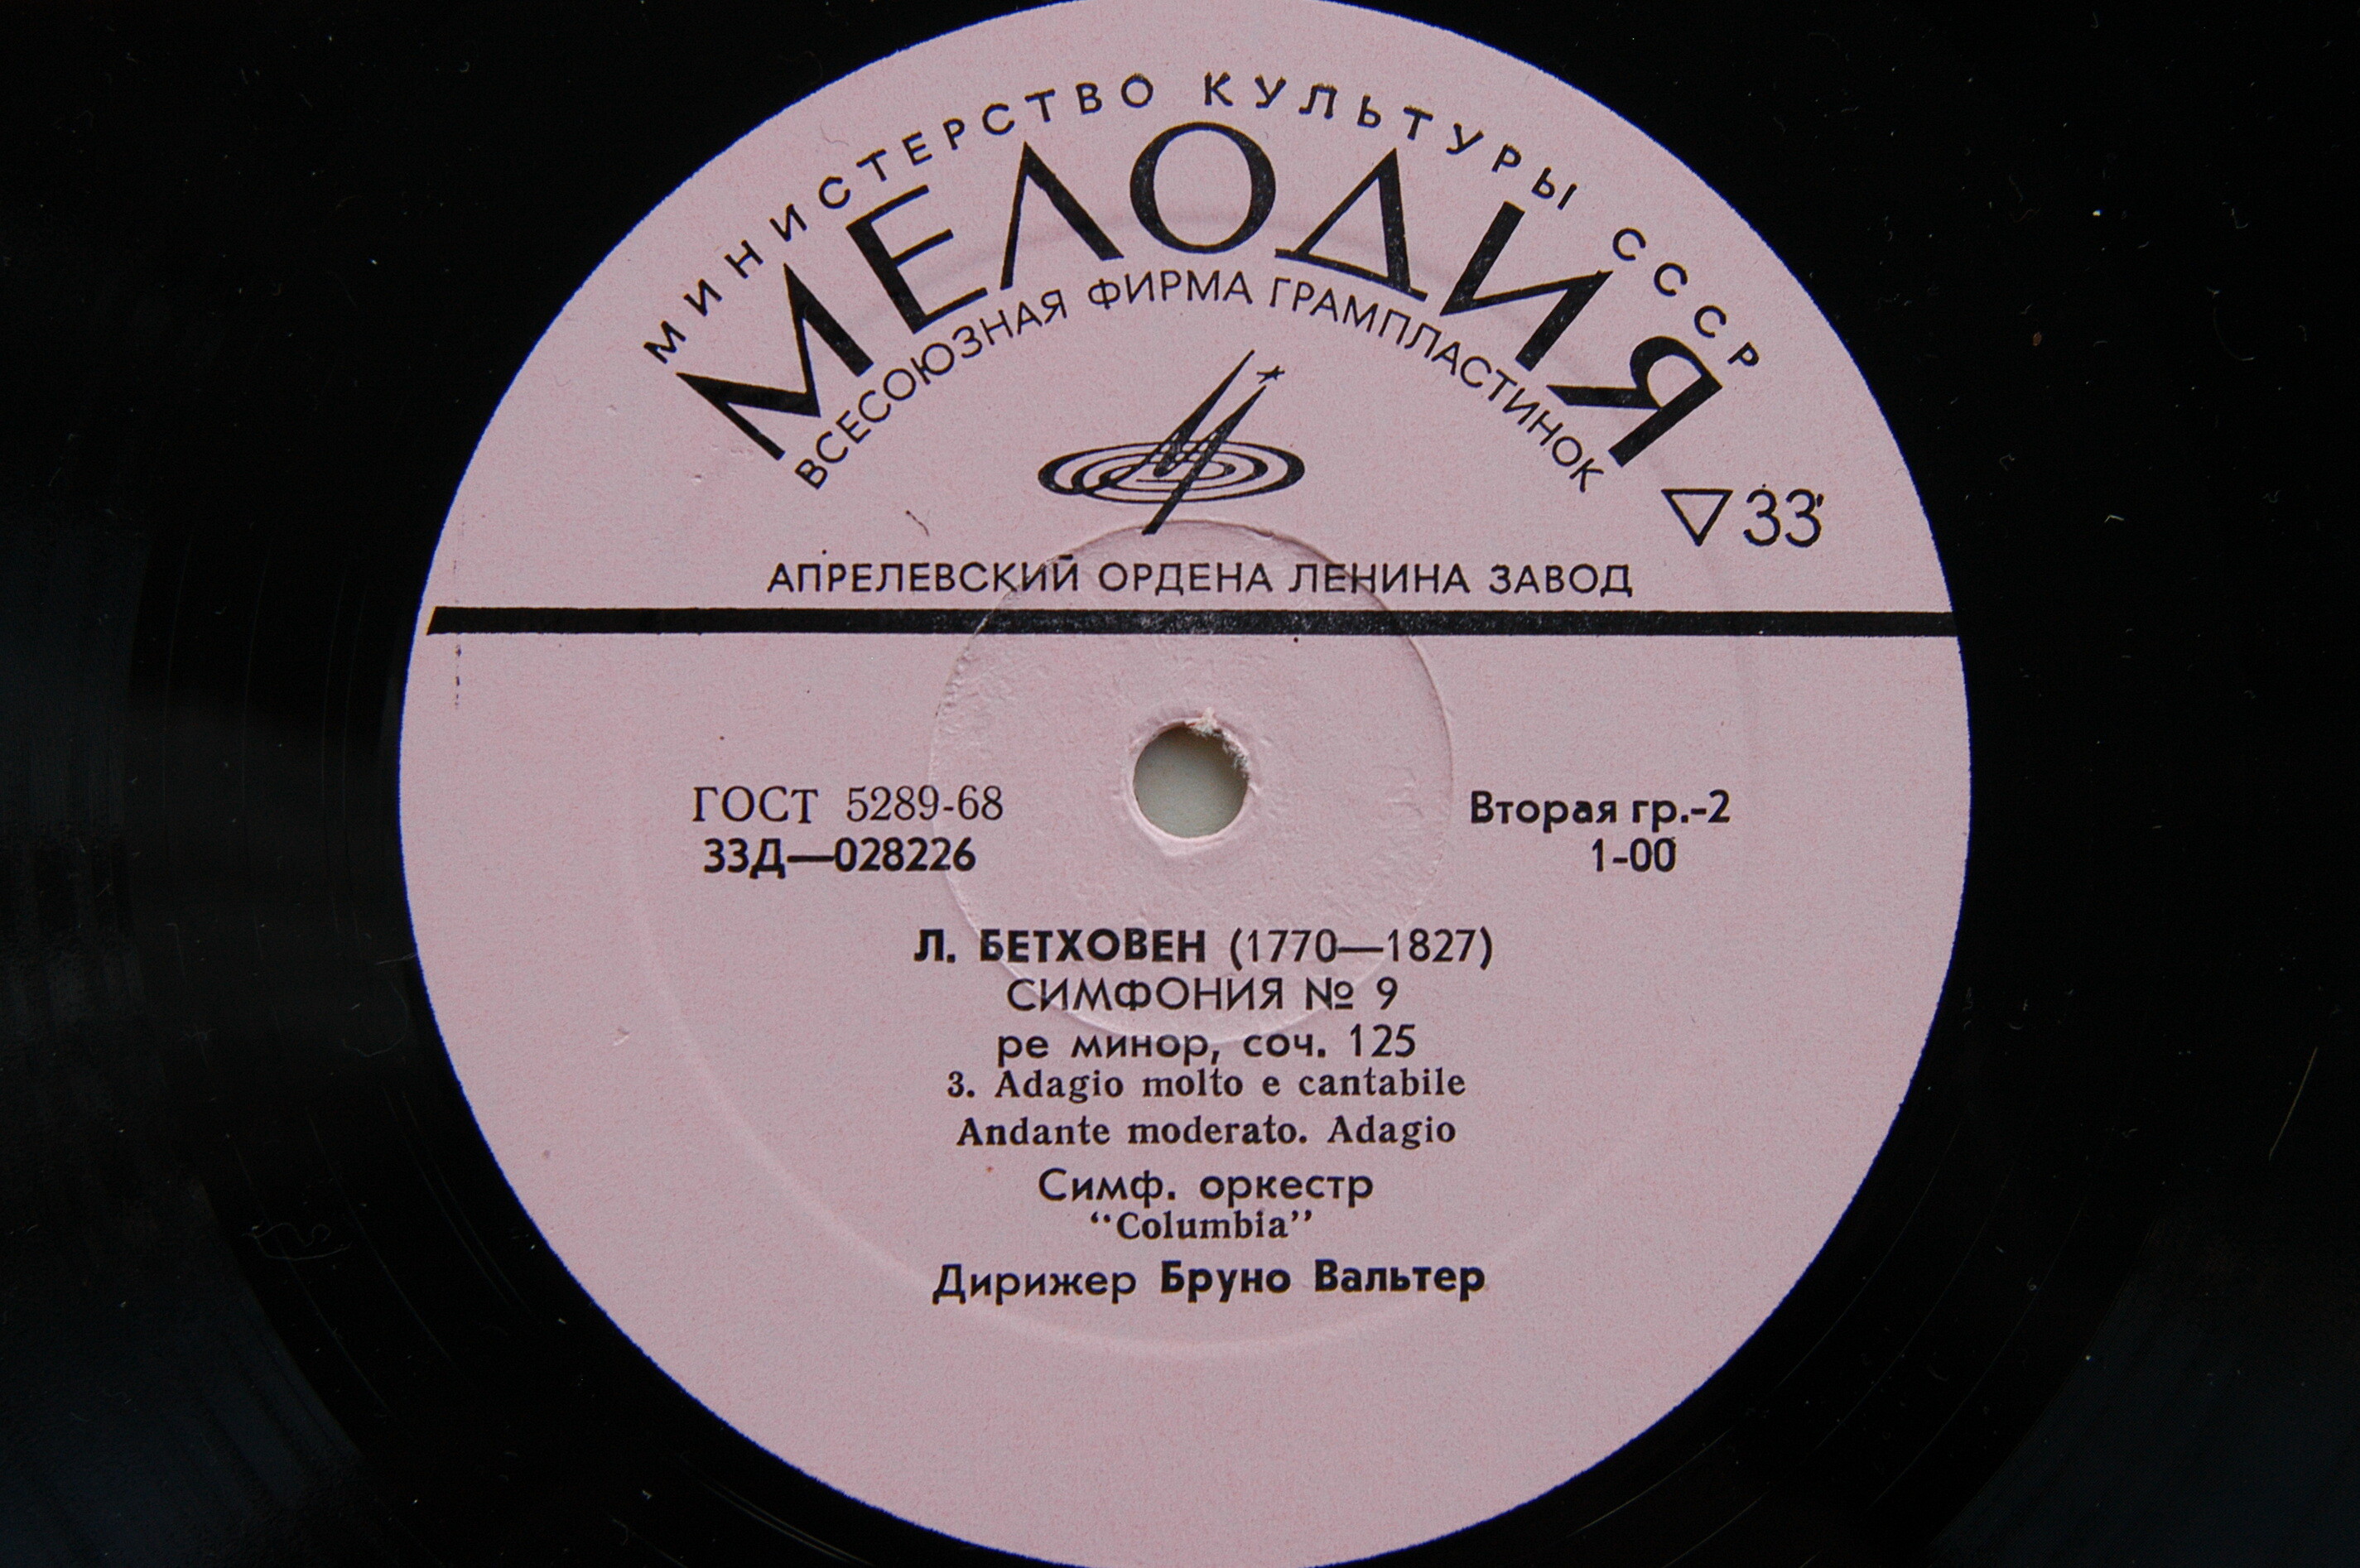 МИНИСТЕРСТВО КУЛЬТУРЫ СССР
МЕЛОДИЯ
ВСЕСОЮЗНАЯ ФИРМА ГРАМПЛАСТИНОК
33
АПРЕЛЕВСКИЙ ОРДЕНА ЛЕНИНА ЗАВОД
ГОСТ 5289-68
Вторая гр.-2
33Д—028226
1-00
Л. БЕТХОВЕН (1770—1827)
СИМФОНИЯ № 9
ре минор, соч. 125
3. Adagio molto e cantabile
Andante moderato. Adagio
Симф. оркестр
“Columbia”
Дирижер Бруно Вальтер